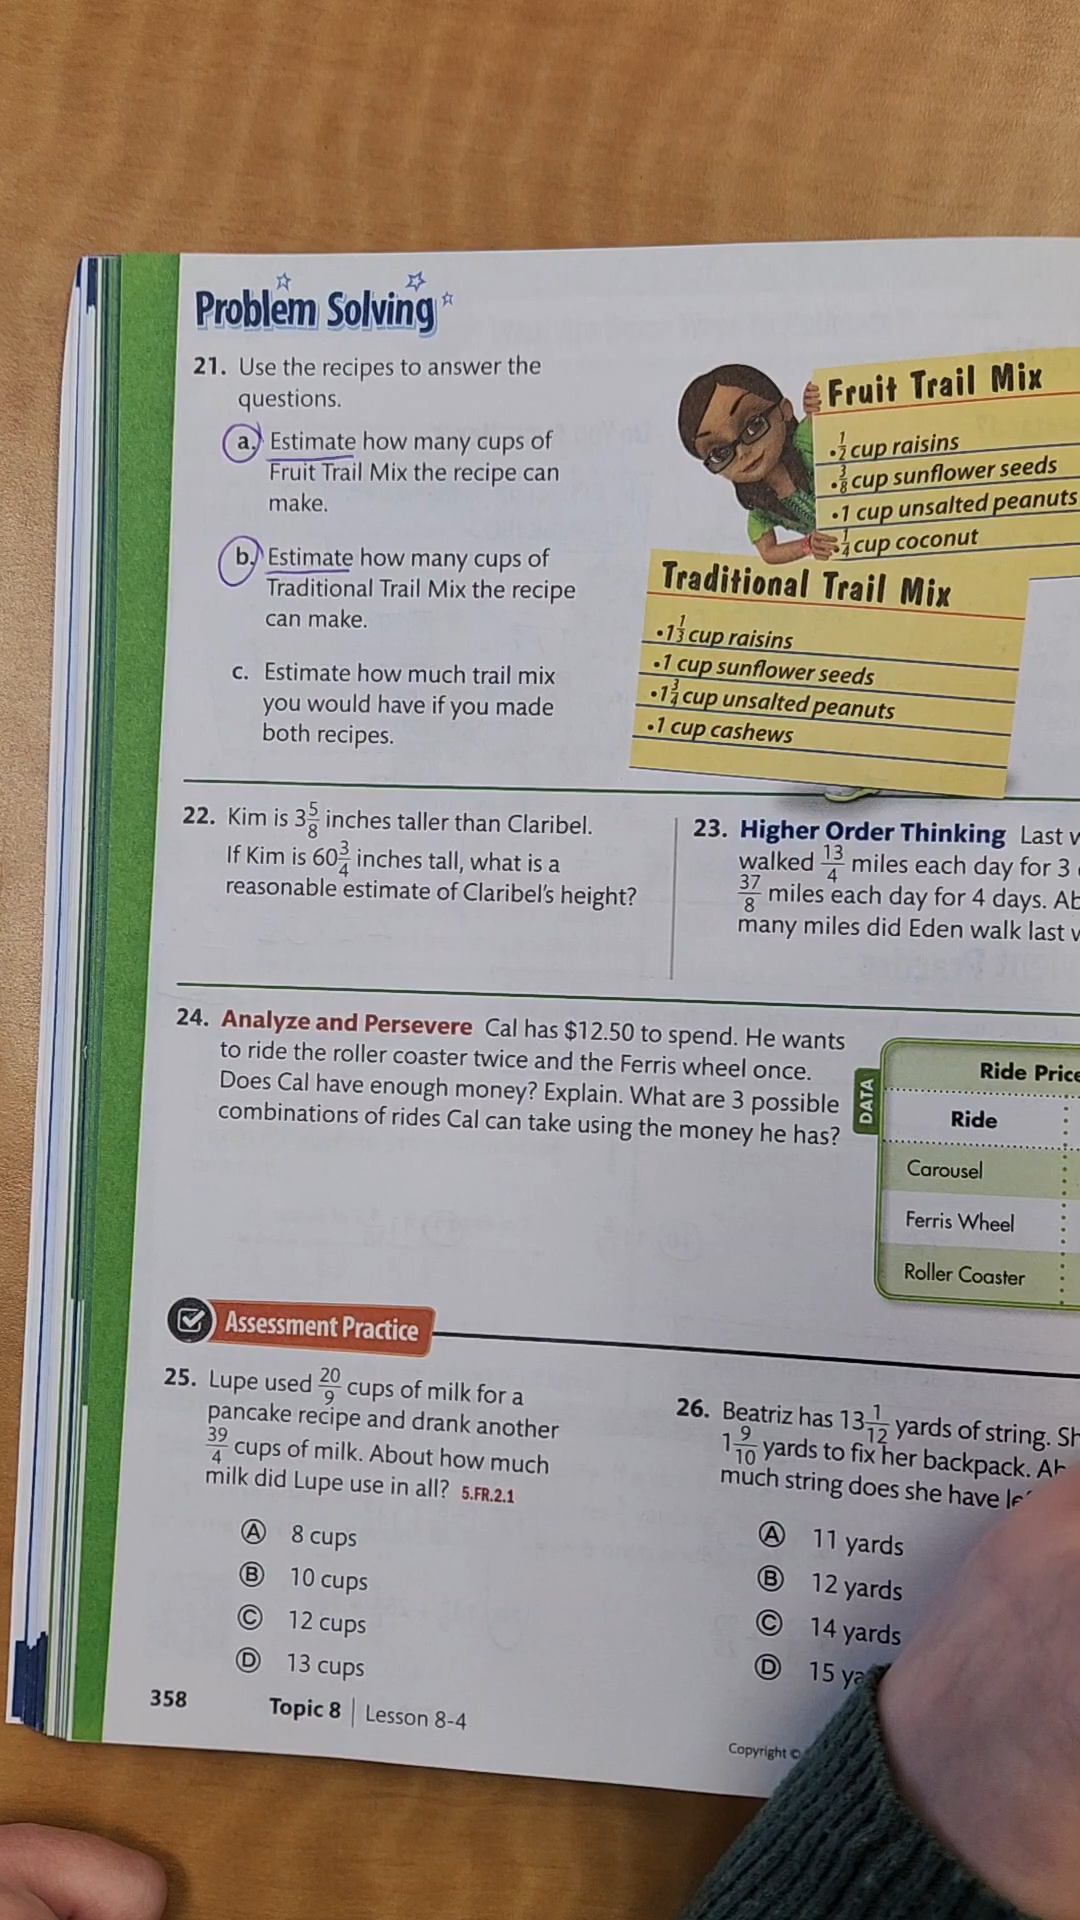 Problem Solving
21. Use the recipes to answer the
questions.
a. Estimate how many cups of
Fruit Trail Mix the recipe can
make.
b. Estimate how many cups of
Traditional Trail Mix the recipe
can make.
c. Estimate how much trail mix
you would have if you made
both recipes.
Fruit Trail Mix
•1/2 cup raisins
•3/8 cup sunflower seeds
•1 cup unsalted peanuts
•1/4 cup coconut
Traditional Trail Mix
•1 1/3 cup raisins
•1 cup sunflower seeds
•1 3/4 cup unsalted peanuts
•1 cup cashews
22. Kim is 3 5/8 inches taller than Claribel.
If Kim is 60 3/4 inches tall, what is a
reasonable estimate of Claribel's height?
23. Higher Order Thinking Last
walked 13/4 miles each day for 3
37/8 miles each day for 4 days.
many miles did Eden walk last
24. Analyze and Persevere Cal has $12.50 to spend. He wants
to ride the roller coaster twice and the Ferris wheel once.
Does Cal have enough money? Explain. What are 3 possible
combinations of rides Cal can take using the money he has?
DATA
Ride
Ride
Carousel
Ferris Wheel
Roller Coaster
Assessment Practice
25. Lupe used 20/9 cups of milk for a
pancake recipe and drank another
39/4 cups of milk. About how much
milk did Lupe use in all? 5.FR.2.1
Ⓐ 8 cups
Ⓑ 10 cups
Ⓒ 12 cups
Ⓓ 13 cups
26. Beatriz has 13 1/12 yards of string.
1 9/10 yards to fix her backpack.
much string does she have
Ⓐ 11 yards
Ⓑ 12 yards
Ⓒ 14 yards
Ⓓ 15
358 Topic 8 | Lesson 8-4
Copyright ©